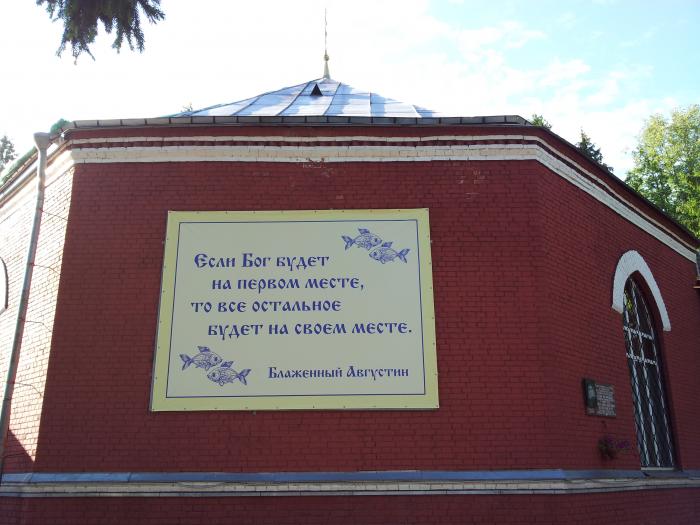 Если Бог будет
на первом месте,
то все остальное
будет на своем месте.
Блаженный Августин